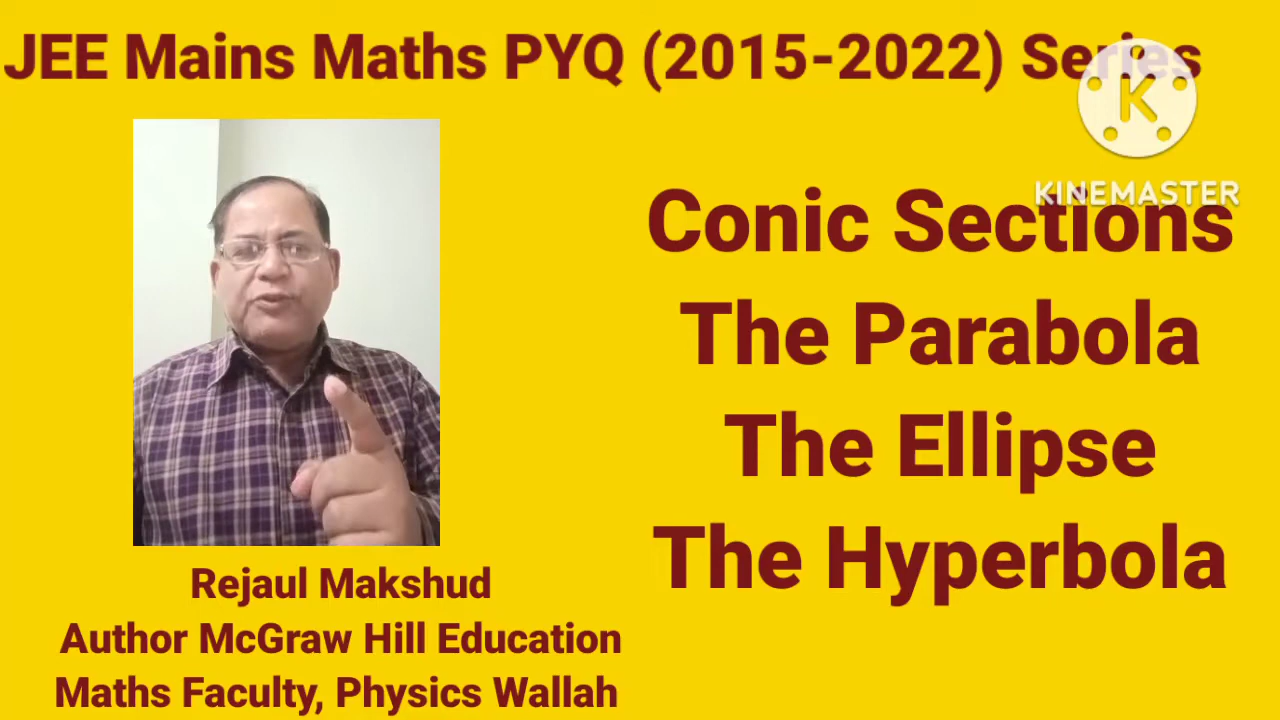 JEE Mains Maths PYQ (2015-2022) Series
K
KINEMASTER
Conic Sections
The Parabola
The Ellipse
The Hyperbola
Rejaul Makshud
Author McGraw Hill Education
Maths Faculty, Physics Wallah